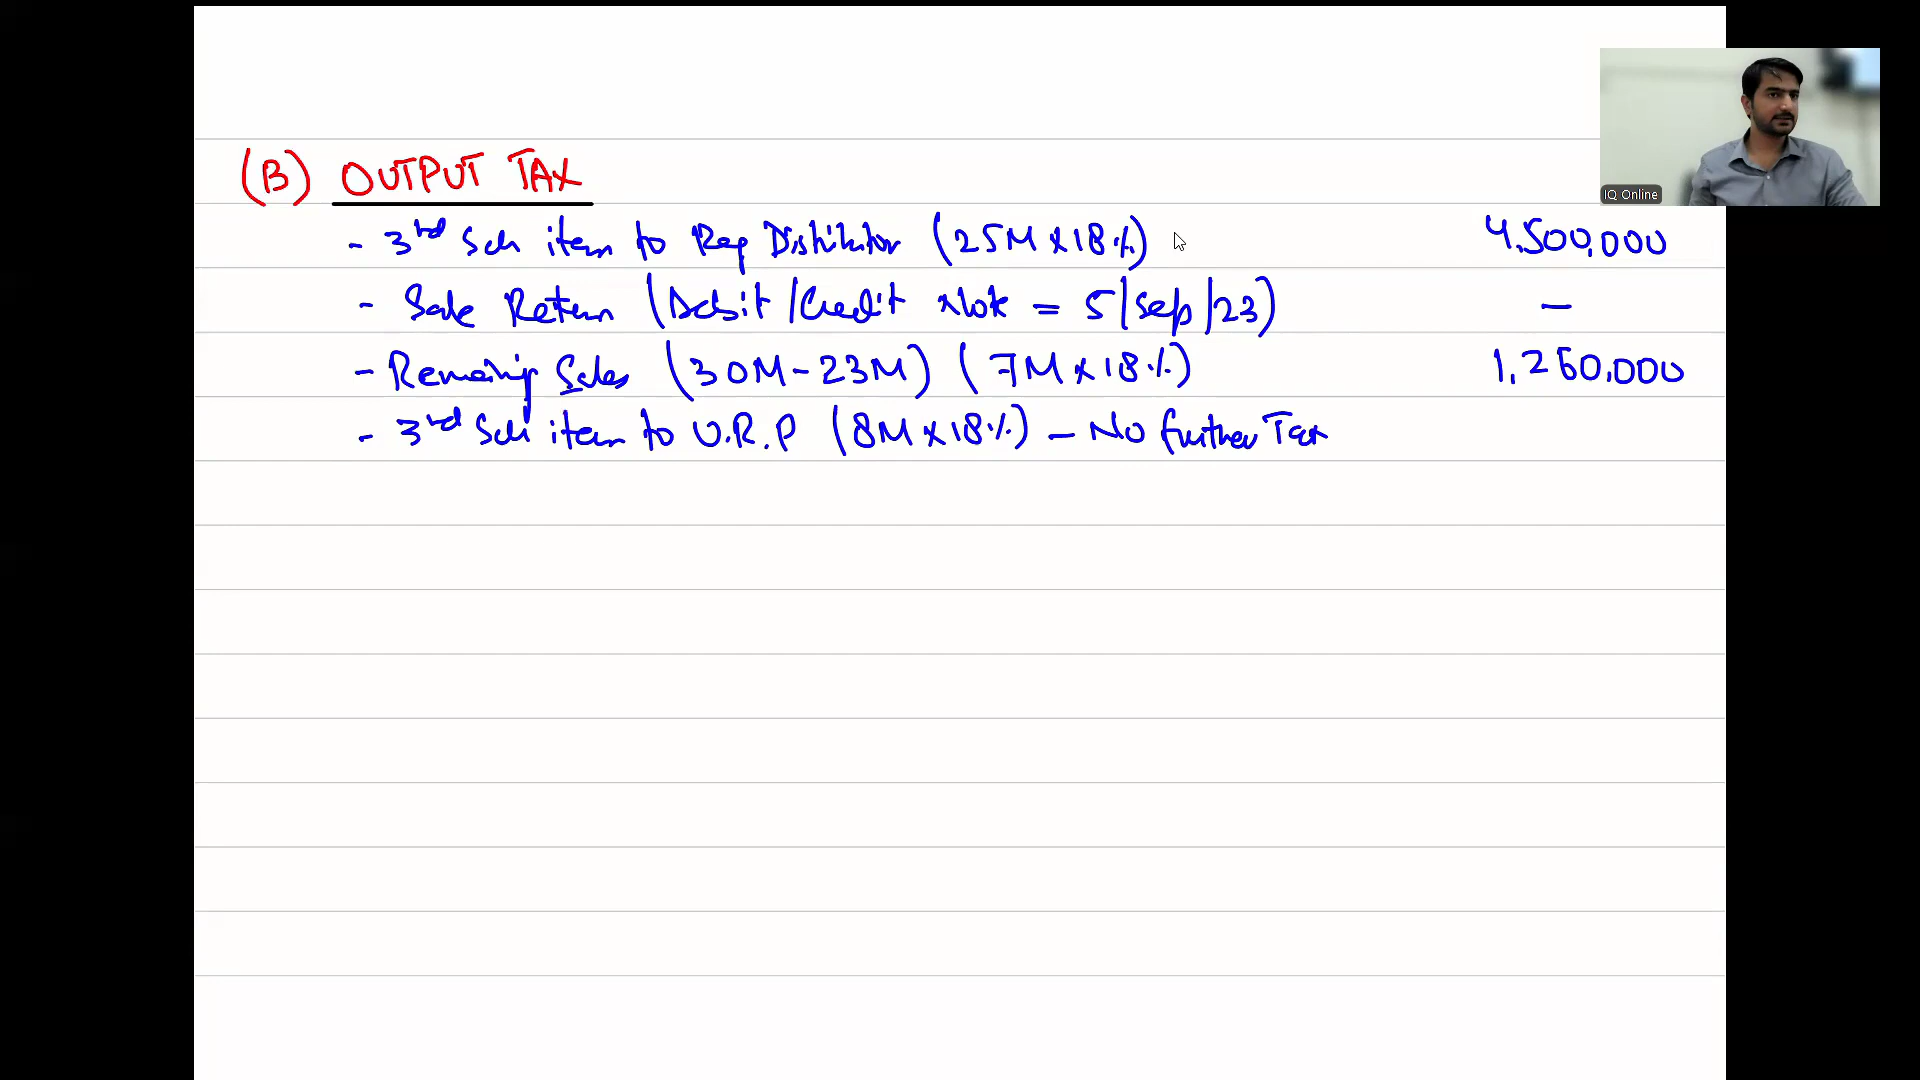 (B) OUTPUT TAX
- 3rd Sch item to Reg Distributor (25M x 18%) 4,500,000
- Sale Return (Debit/Credit Note = 5/Sep/23) —
- Remaining Sales (30M - 23M) (7M x 18%) 1,260,000
- 3rd Sch item to U.R.P (8M x 18%) - No further Tax
IQ Online